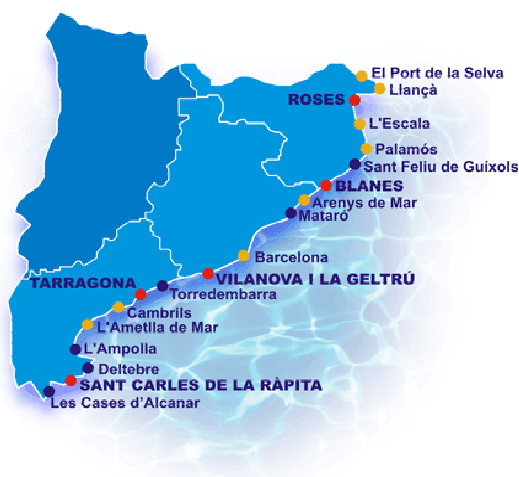 El Port de la Selva
Llançà
ROSES
L'Escala
Palamós
Sant Feliu de Guíxols
BLANES
Arenys de Mar
Mataró
Barcelona
VILANOVA I LA GELTRÚ
TARRAGONA
Torredembarra
Cambrils
L'Ametlla de Mar
L'Ampolla
Deltebre
SANT CARLES DE LA RÀPITA
Les Cases d’Alcanar